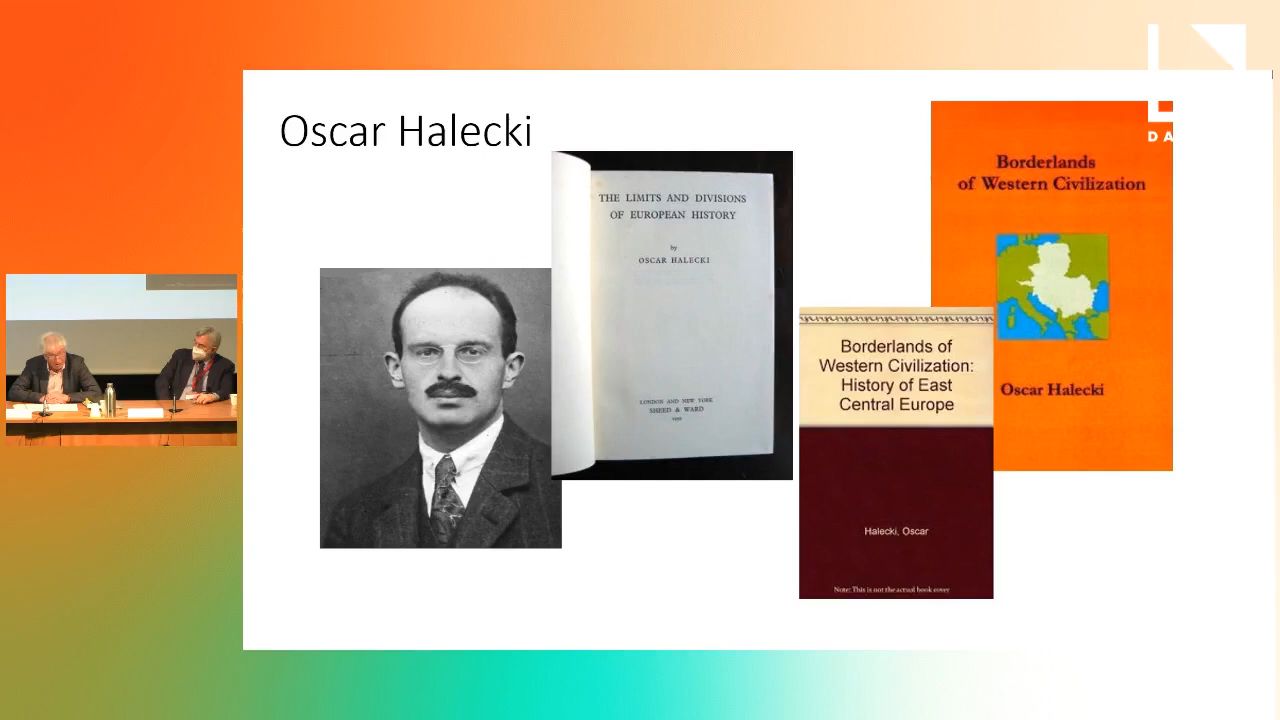 Oscar Halecki
THE LIMITS AND DIVISIONS
OF EUROPEAN HISTORY
by
OSCAR HALECKI
LONDON AND NEW YORK
SHEED & WARD
Borderlands of
Western Civilization:
History of East
Central Europe
Halecki, Oscar
Note: This is not the actual book cover
Borderlands
of Western Civilization
Oscar Halecki
DA